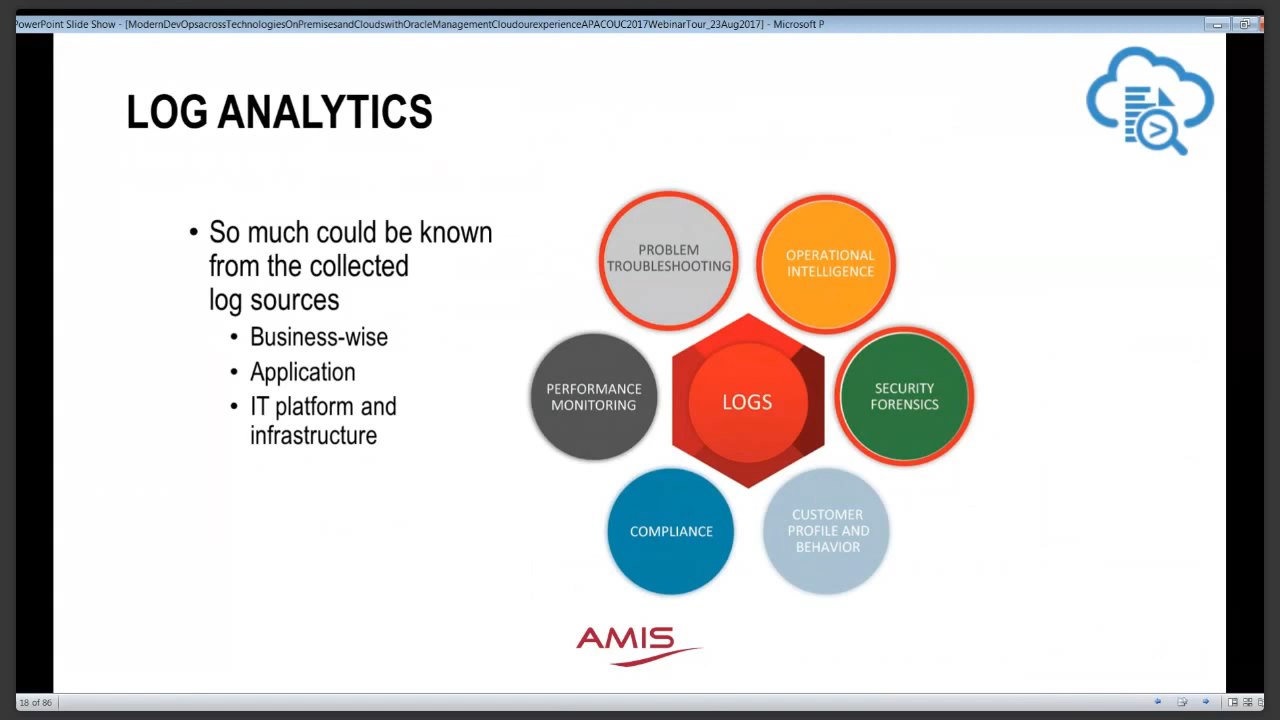 PowerPoint Slide Show - [ModernDevOpsacrossTechnologiesOnPremisesandCloudswithOracleManagementCloudourexperienceAPACOUC2017WebinarTour_23Aug2017] - Microsoft P
LOG ANALYTICS
• So much could be known
from the collected
log sources
• Business-wise
• Application
• IT platform and
infrastructure
PROBLEM
TROUBLESHOOTING
OPERATIONAL
INTELLIGENCE
PERFORMANCE
MONITORING
LOGS
SECURITY
FORENSICS
COMPLIANCE
CUSTOMER
PROFILE AND
BEHAVIOR
AMIS
18 of 86